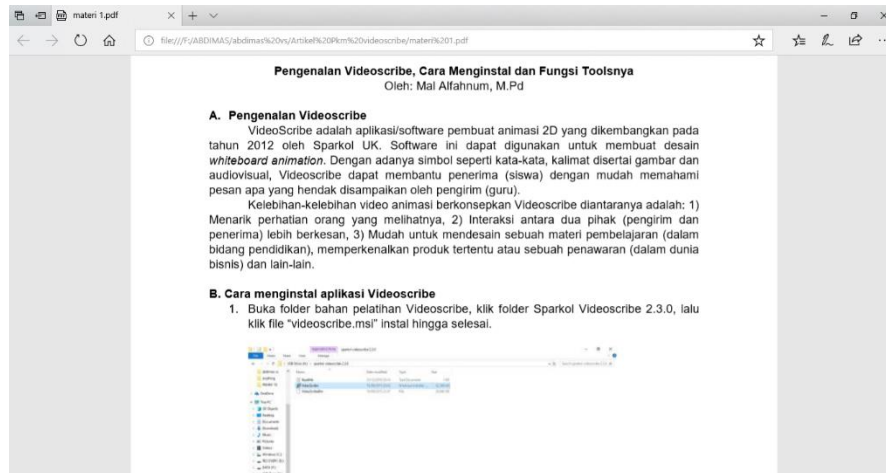 materi 1.pdf
file:///F:/ABDIMAS/abdimas%20vs/Artikel%20Pkm%20videoscribe/materi%201.pdf
Pengenalan Videoscribe, Cara Menginstal dan Fungsi Toolsnya
Oleh: Mal Alfahnum, M.Pd
A. Pengenalan Videoscribe
VideoScribe adalah aplikasi/software pembuat animasi 2D yang dikembangkan pada
tahun 2012 oleh Sparkol UK. Software ini dapat digunakan untuk membuat desain
whiteboard animation. Dengan adanya simbol seperti kata-kata, kalimat disertai gambar dan
audiovisual, Videoscribe dapat membantu penerima (siswa) dengan mudah memahami
pesan apa yang hendak disampaikan oleh pengirim (guru).
Kelebihan-kelebihan video animasi berkonsepkan Videoscribe diantaranya adalah: 1)
Menarik perhatian orang yang melihatnya, 2) Interaksi antara dua pihak (pengirim dan
penerima) lebih berkesan, 3) Mudah untuk mendesain sebuah materi pembelajaran (dalam
bidang pendidikan), memperkenalkan produk tertentu atau sebuah penawaran (dalam dunia
bisnis) dan lain-lain.
B. Cara menginstal aplikasi Videoscribe
1. Buka folder bahan pelatihan Videoscribe, klik folder Sparkol Videoscribe 2.3.0, lalu
klik file “videoscribe.msi” instal hingga selesai.